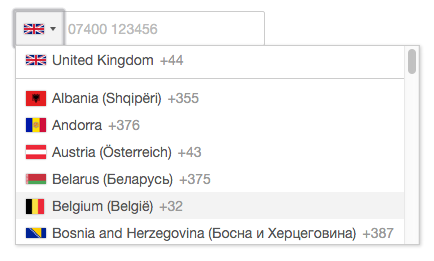 07400 123456
United Kingdom +44
Albania (Shqipëri) +355
Andorra +376
Austria (Österreich) +43
Belarus (Беларусь) +375
Belgium (België) +32
Bosnia and Herzegovina (Босна и Херцеговина) +387